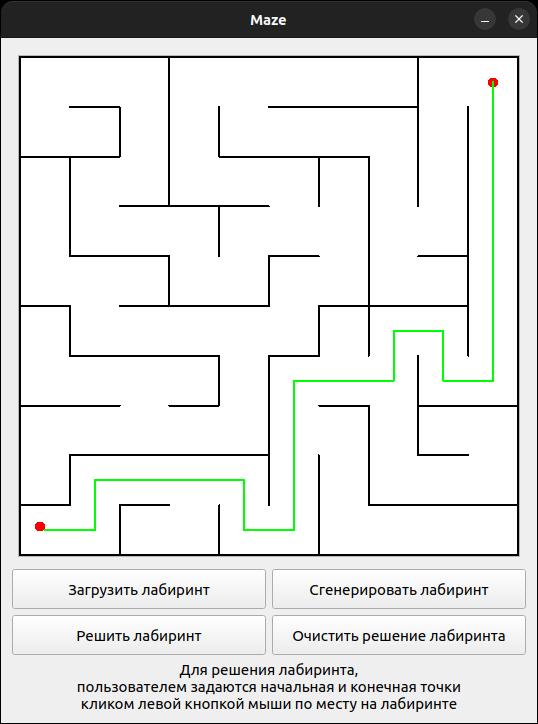 Maze
Загрузить лабиринт
Сгенерировать лабиринт
Решить лабиринт
Очистить решение лабиринта
Для решения лабиринта,
пользователем задаются начальная и конечная точки
кликом левой кнопкой мыши по месту на лабиринте